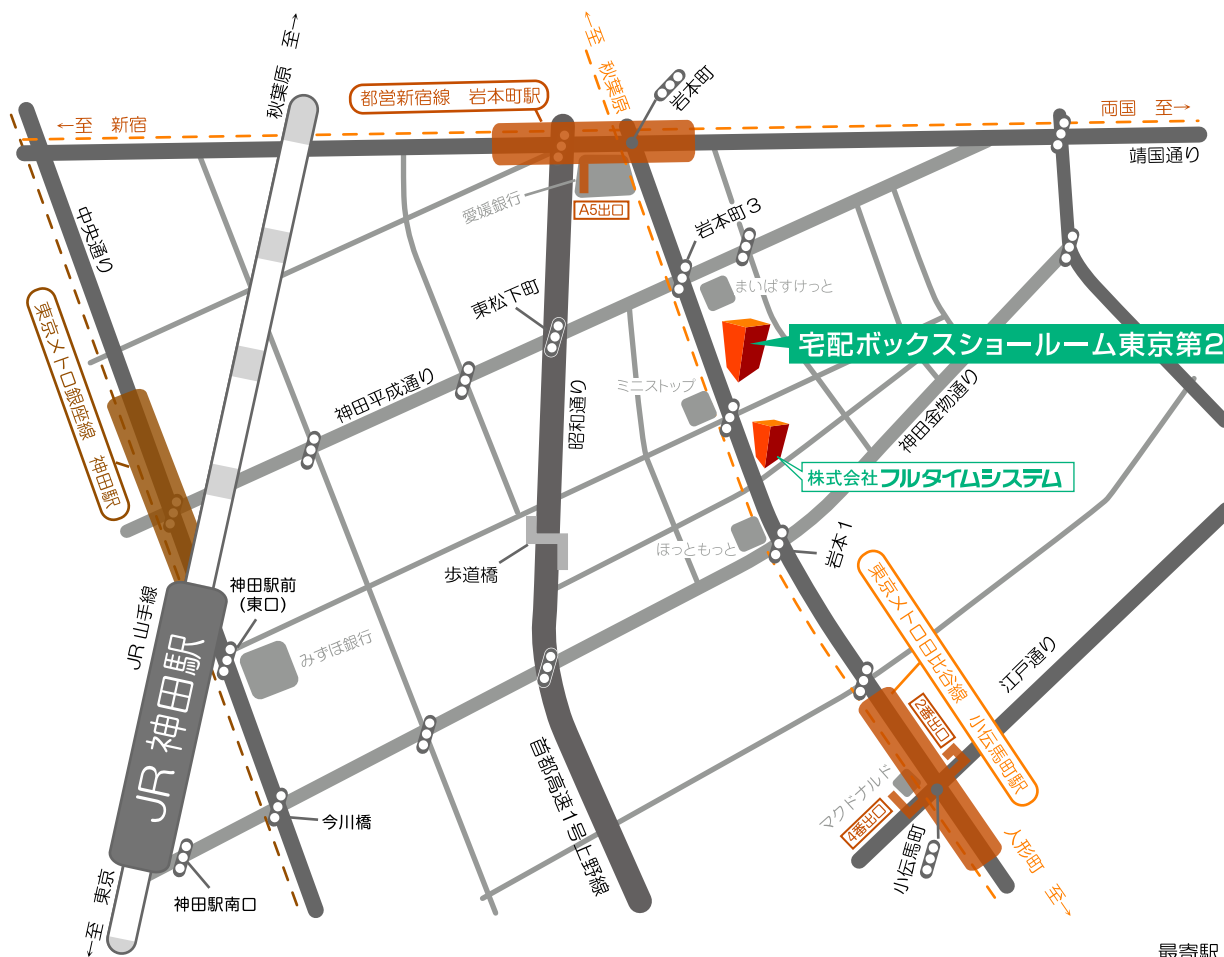 秋葉原 至→
←至 秋葉原
岩本町
都営新宿線 岩本町駅
←至 新宿
両国 至→
靖国通り
中央通り
愛媛銀行
A5出口
岩本町3
まいばすけっと
東松下町
宅配ボックスショールーム東京第2
東京メトロ銀座線 神田駅
神田平成通り
昭和通り
ミニストップ
神田金物通り
株式会社フルタイムシステム
ほっともっと
岩本1
歩道橋
神田駅前
(東口)
JR 山手線
JR 神田駅
みずほ銀行
東京メトロ日比谷線 小伝馬町駅
江戸通り
2番出口
マクドナルド
4番出口
小伝馬町
首都高速1号上野線
今川橋
神田駅南口
←至 東京
人形町 至→
最寄駅